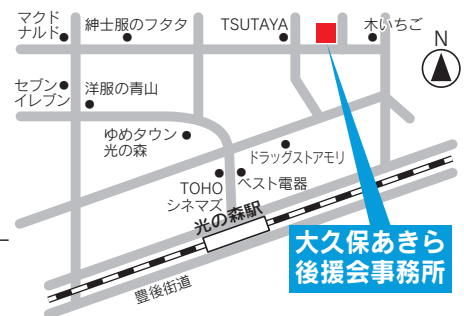 マクド
ナルド
紳士服のフタタ
TSUTAYA
木いちご
N
セブン
イレブン
洋服の青山
ゆめタウン
光の森
ドラッグストアモリ
TOHO
シネマズ
ベスト電器
光の森駅
大久保あきら
後援会事務所
豊後街道